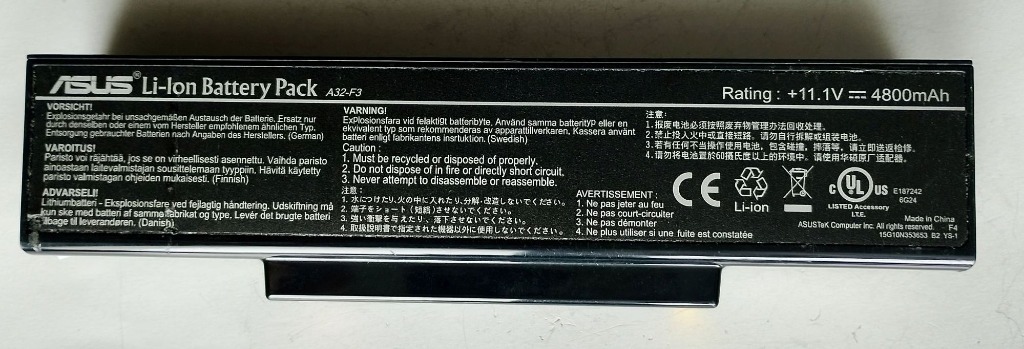 ASUS® Li-Ion Battery Pack A32-F3
Rating : +11.1V ⎓ 4800mAh
VORSICHT!
Explosionsgefahr bei unsachgemäßen Austausch der Batterie. Ersatz nur
durch denselben oder einem vom Hersteller empfohlenem ähnlichen Typ.
Entsorgung gebrauchter Batterien nach Angaben des Herstellers. (German)
VAROITUS!
Paristo voi räjähtää, jos se on virheellisesti asennettu. Vaihda paristo
ainoastaan laitevalmistajan sousittelemaan tyyppiin. Hävitä käytetty
paristo valmistagan ohjeiden mukaisesti. (Finnish)
ADVARSELI!
Lithiumbatteri - Eksplosionsfare ved fejlagtig håndtering. Udskiftning må
kun ske med batteri af samme fabrikat og type. Levér det brugte batteri
tilbage til leverandøren. (Danish)
WARNING!
Explosionsfara vid felaktigt batteribyte, Använd samma batterityp eller en
ekvivalent typ som rekommenderas av apparattillverkaren, Kassera använt
batteri enligt fabrikantens insrtuktion. (Swedish)
Caution :
1. Must be recycled or disposed of properly.
2. Do not dispose of in fire or directly short circuit.
3. Never attempt to disassemble or reassemble.
注意：
1. 水につけたり,火の中に入れたり,分解,改造しないでください。
2. 端子をショート（短絡）させないでください。
3. 強い衝撃を与えたり、落下させないでください。
4. 取扱説明書で指定された機器以外に使用しないでください。
AVERTISSEMENT :
1. Ne pas jeter au feu
2. Ne pas court-circuiter
3. Ne pas démonter
4. Ne plus utiliser si une fuite est constatée
注意：
1.报废电池必须按照废弃物管理办法回收处理。
2.禁止投入火中或直接短路。请勿自行拆解或组装电池。
3.若有任何不当操作使用电池，包含碰撞，摔落等，请立即送返检修。
4.请勿将电池置於60摄氏度以上的环境中。请使用华硕原厂适配器。
CE
Li-ion
c UL US
LISTED Accessory
I.T.E.
E187242
6G24
Made in China
ASUSTeK Computer Inc. All rights reserved. F4
15G10N353653 B2 YS-1